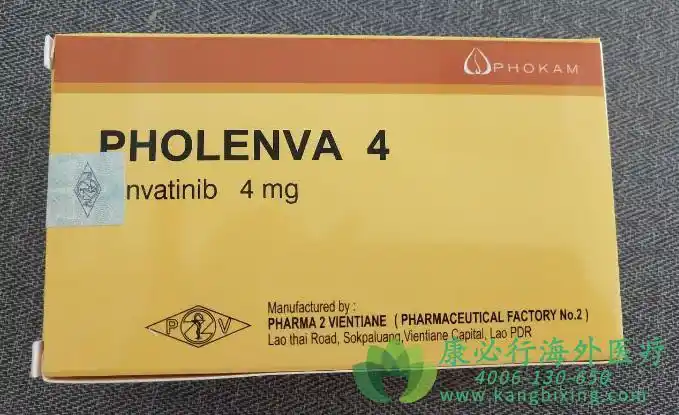 PHOKAM
PHOLENVA 4
nvatinib 4 mg
Manufactured by :
P V
PHARMA 2 VIENTIANE ( PHARMACEUTICAL FACTORY No.2 )
Lao thai Road, Sokpaluang,Vientiane Capital, Lao PDR
康必行海外医疗
4006-130-650
www.kangbixing.com